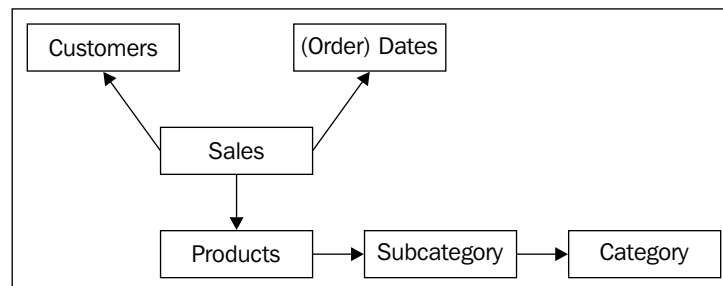 Customers
(Order) Dates
Sales
Products
Subcategory
Category